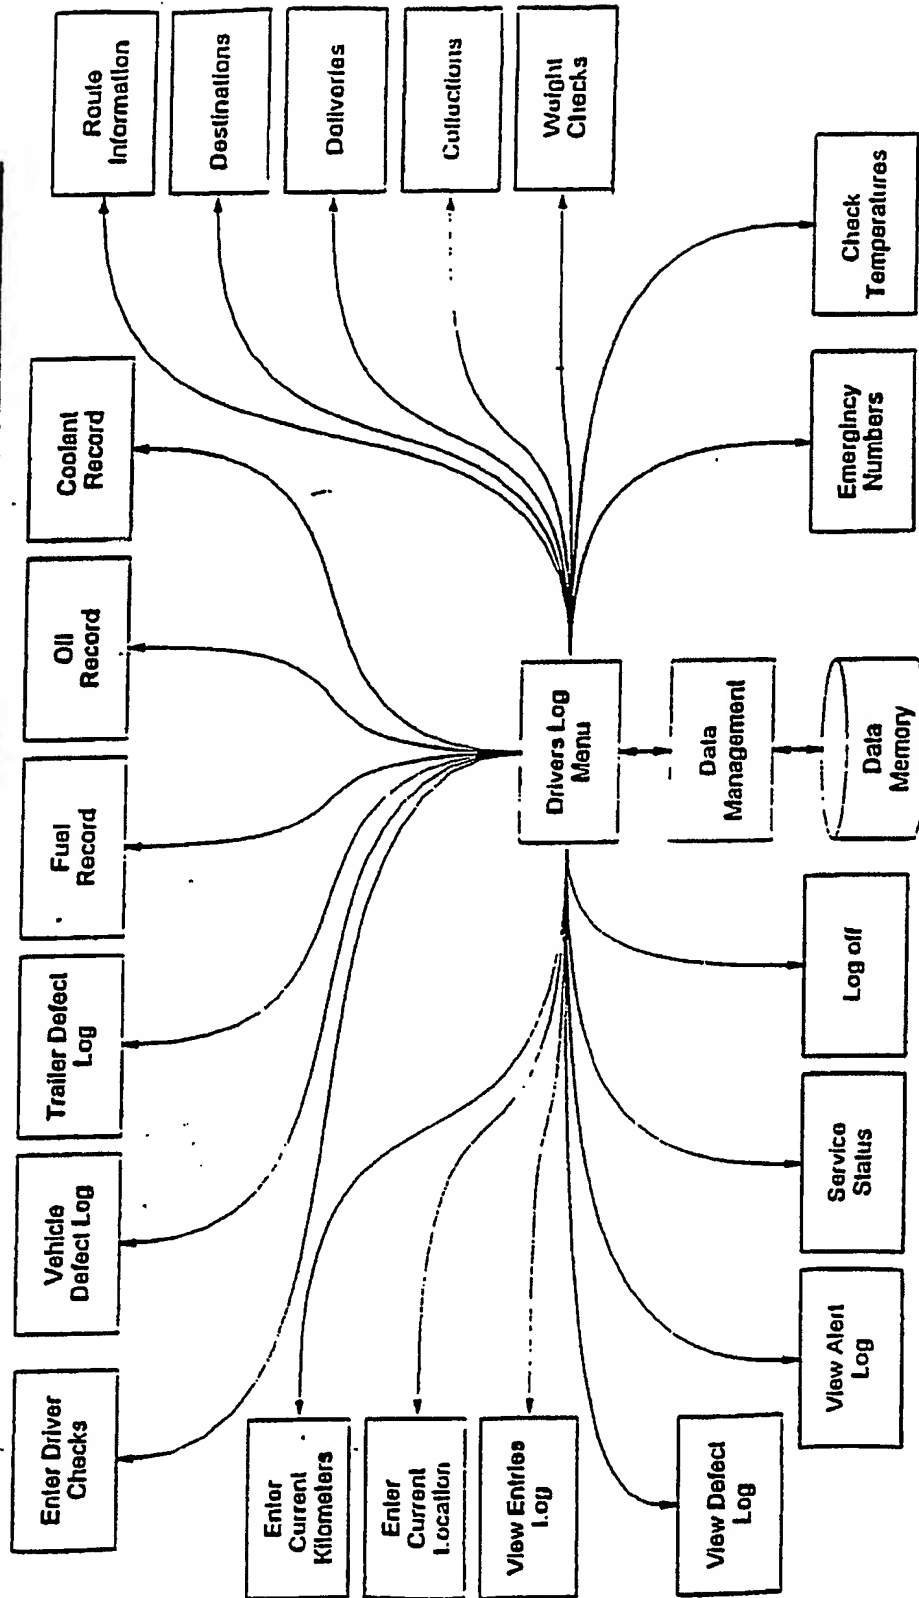 Enter Driver
Checks
Vehicle
Defect Log
Trailer Defect
Log
Fuel
Record
Oil
Record
Coolant
Record
Route
Information
Destinations
Deliveries
Collections
Weight
Checks
Enter
Current
Kilometers
Enter
Current
Location
View Entries
Log
Drivers Log
Menu
Data
Management
Data
Memory
View Defect
Log
View Alert
Log
Service
Status
Log off
Emergincy
Numbers
Check
Temperatures